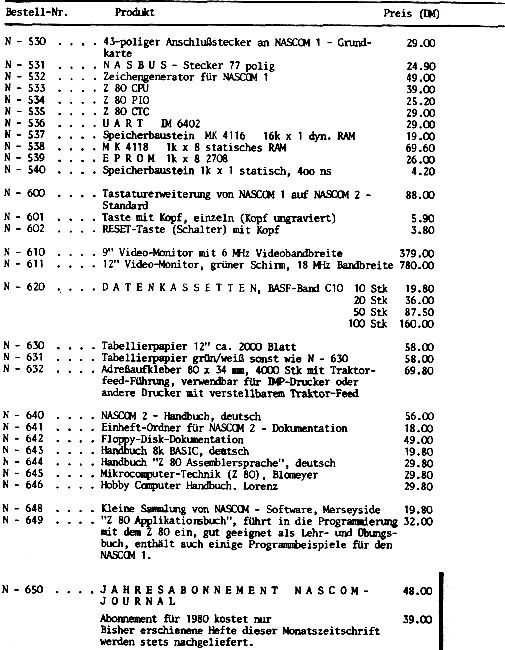 Bestell-Nr. Produkt Preis (DM)
N - 530 . . . . 43-poliger Anschlußstecker an NASCOM 1 - Grund- 29.00
karte
N - 531 . . . . N A S B U S - Stecker 77 polig 24.90
N - 532 . . . . Zeichengenerator für NASCOM 1 49.00
N - 533 . . . . Z 80 CPU 39.00
N - 534 . . . . Z 80 PIO 25.20
N - 535 . . . . Z 80 CTC 29.00
N - 536 . . . . U A R T IM 6402 29.00
N - 537 . . . . Speicherbaustein MK 4116 16k x 1 dyn. RAM 19.00
N - 538 . . . . M K 4118 1k x 8 statisches RAM 69.60
N - 539 . . . . E P R O M 1k x 8 2708 26.00
N - 540 . . . . Speicherbaustein 1k x 1 statisch, 4oo ns 4.20
N - 600 . . . . Tastaturerweiterung von NASCOM 1 auf NASCOM 2 - 88.00
Standard
N - 601 . . . . Taste mit Kopf, einzeln (Kopf ungraviert) 5.90
N - 602 . . . . RESET-Taste (Schalter) mit Kopf 3.80
N - 610 . . . . 9" Video-Monitor mit 6 MHz Videobandbreite 379.00
N - 611 . . . . 12" Video-Monitor, grüner Schirm, 18 MHz Bandbreite 780.00
N - 620 . . . . D A T E N K A S S E T T E N, BASF-Band C10 10 Stk 19.80
20 Stk 36.00
50 Stk 87.50
100 Stk 160.00
N - 630 . . . . Tabellierpapier 12" ca. 2000 Blatt 58.00
N - 631 . . . . Tabellierpapier grün/weiß sonst wie N - 630 58.00
N - 632 . . . . Adreßaufkleber 80 x 34 mm, 4000 Stk mit Traktor- 69.80
feed-Führung, verwendbar für IMP-Drucker oder
andere Drucker mit verstellbarem Traktor-Feed
N - 640 . . . . NASCOM 2 - Handbuch, deutsch 56.00
N - 641 . . . . Einheft-Ordner für NASCOM 2 - Dokumentation 18.00
N - 642 . . . . Floppy-Disk-Dokumentation 49.00
N - 643 . . . . Handbuch 8k BASIC, deutsch 19.80
N - 644 . . . . Handbuch "Z 80 Assemblersprache", deutsch 29.80
N - 645 . . . . Mikrocomputer-Technik (Z 80), Blomeyer 29.80
N - 646 . . . . Hobby Computer Handbuch. Lorenz 29.80
N - 648 . . . . Kleine Sammlung von NASCOM - Software, Merseyside 19.80
N - 649 . . . . "Z 80 Applikationsbuch", führt in die Programmierung 32.00
mit dem Z 80 ein, gut geeignet als Lehr- und Übungs-
buch, enthält auch einige Programmbeispiele für den
NASCOM 1.
N - 650 . . . . J A H R E S A B O N N E M E N T N A S C O M - 48.00
J O U R N A L
Abonnement für 1980 kostet nur 39.00
Bisher erschienene Hefte dieser Monatszeitschrift
werden stets nachgeliefert.